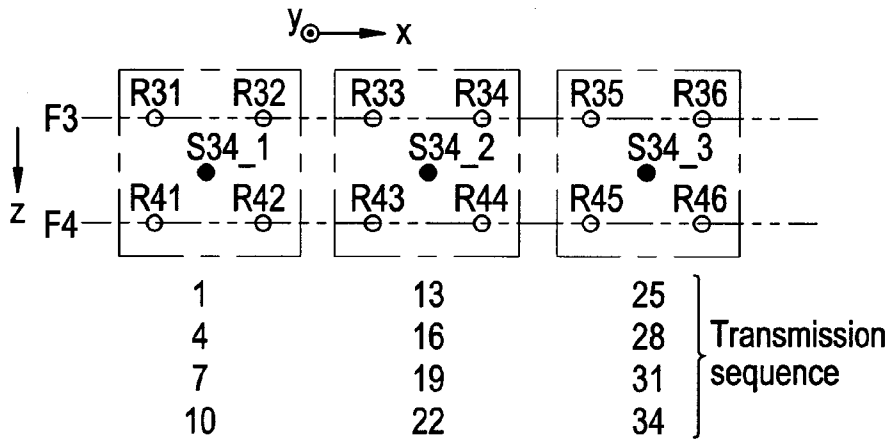 y x
R31 R32 R33 R34 R35 R36
F3
S34_1 S34_2 S34_3
z
R41 R42 R43 R44 R45 R46
F4
1 13 25
4 16 28
7 19 31
10 22 34
Transmission
sequence